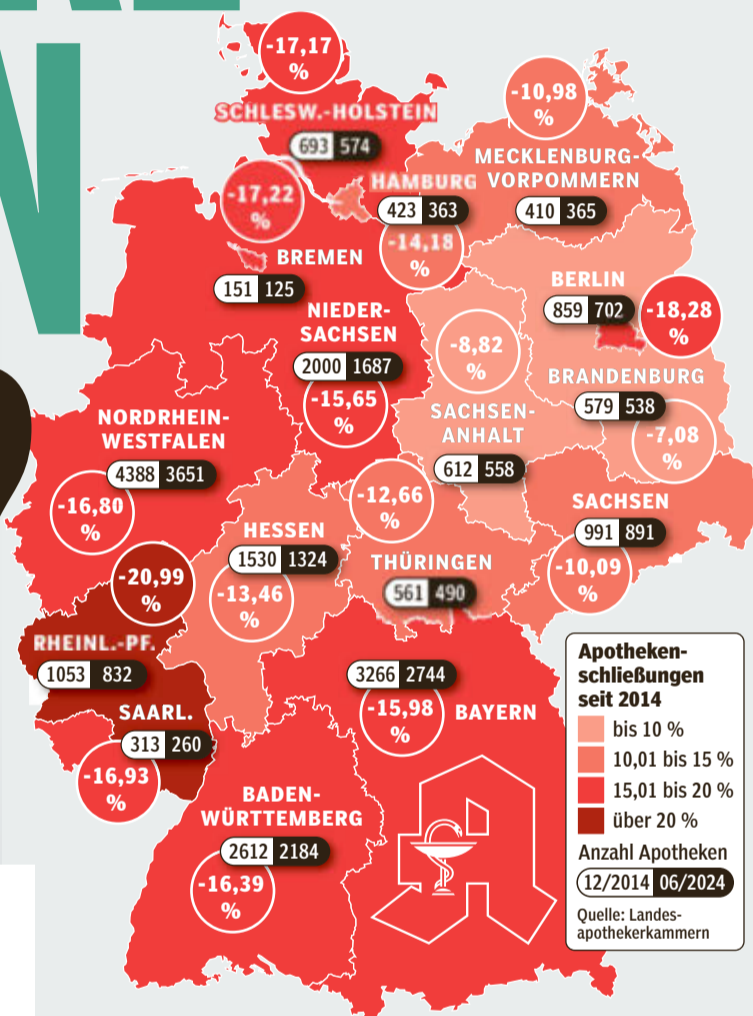 -17,17
%
SCHLESW.-HOLSTEIN
693 574
-10,98
%
MECKLENBURG-
VORPOMMERN
410 365
HAMBURG
423 363
-14,18
%
-17,22
%
BREMEN
151 125
NIEDER-
SACHSEN
2000 1687
-15,65
%
BERLIN
859 702
-18,28
%
-8,82
%
SACHSEN-
ANHALT
612 558
BRANDENBURG
579 538
-7,08
%
NORDRHEIN-
WESTFALEN
4388 3651
-16,80
%
-12,66
%
THÜRINGEN
561 490
SACHSEN
991 891
-10,09
%
HESSEN
1530 1324
-13,46
%
-20,99
%
RHEINL.-PF.
1053 832
SAARL.
313 260
-16,93
%
3266 2744
-15,98
%
BAYERN
BADEN-
WÜRTTEMBERG
2612 2184
-16,39
%
Apotheken-
schließungen
seit 2014
bis 10 %
10,01 bis 15 %
15,01 bis 20 %
über 20 %
Anzahl Apotheken
12/2014 06/2024
Quelle: Landes-
apothekerkammern